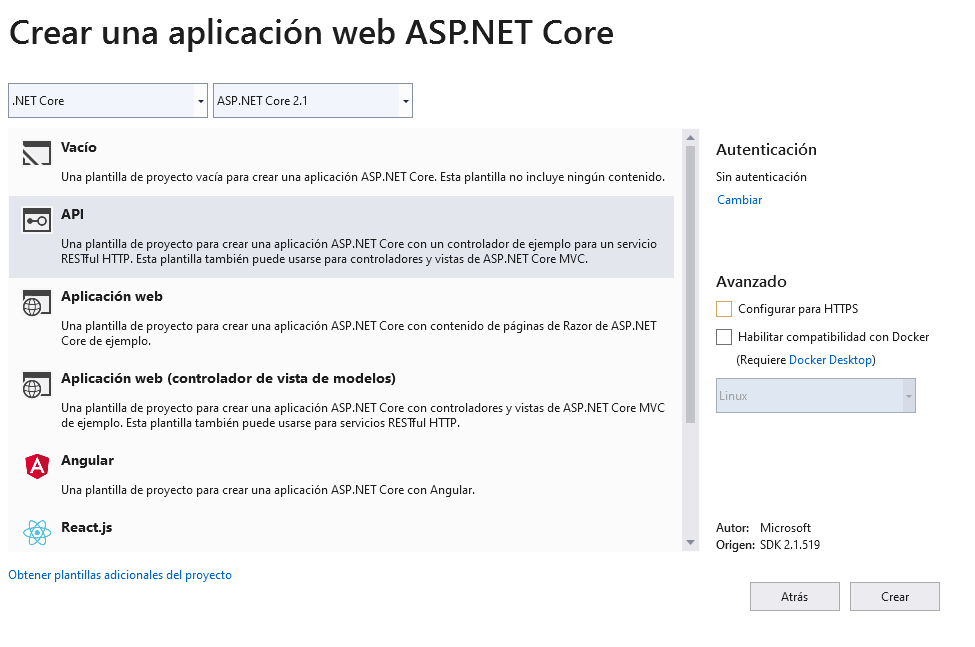 Crear una aplicación web ASP.NET Core
.NET Core
ASP.NET Core 2.1
Vacío
Una plantilla de proyecto vacía para crear una aplicación ASP.NET Core. Esta plantilla no incluye ningún contenido.
API
Una plantilla de proyecto para crear una aplicación ASP.NET Core con un controlador de ejemplo para un servicio
RESTful HTTP. Esta plantilla también puede usarse para controladores y vistas de ASP.NET Core MVC.
Aplicación web
Una plantilla de proyecto para crear una aplicación ASP.NET Core con contenido de páginas de Razor de ASP.NET
Core de ejemplo.
Aplicación web (controlador de vista de modelos)
Una plantilla de proyecto para crear una aplicación ASP.NET Core con controladores y vistas de ASP.NET Core MVC
de ejemplo. Esta plantilla también puede usarse para servicios RESTful HTTP.
Angular
Una plantilla de proyecto para crear una aplicación ASP.NET Core con Angular.
React.js
Obtener plantillas adicionales del proyecto
Autenticación
Sin autenticación
Cambiar
Avanzado
Configurar para HTTPS
Habilitar compatibilidad con Docker
(Requiere Docker Desktop)
Linux
Autor: Microsoft
Origen: SDK 2.1.519
Atrás
Crear